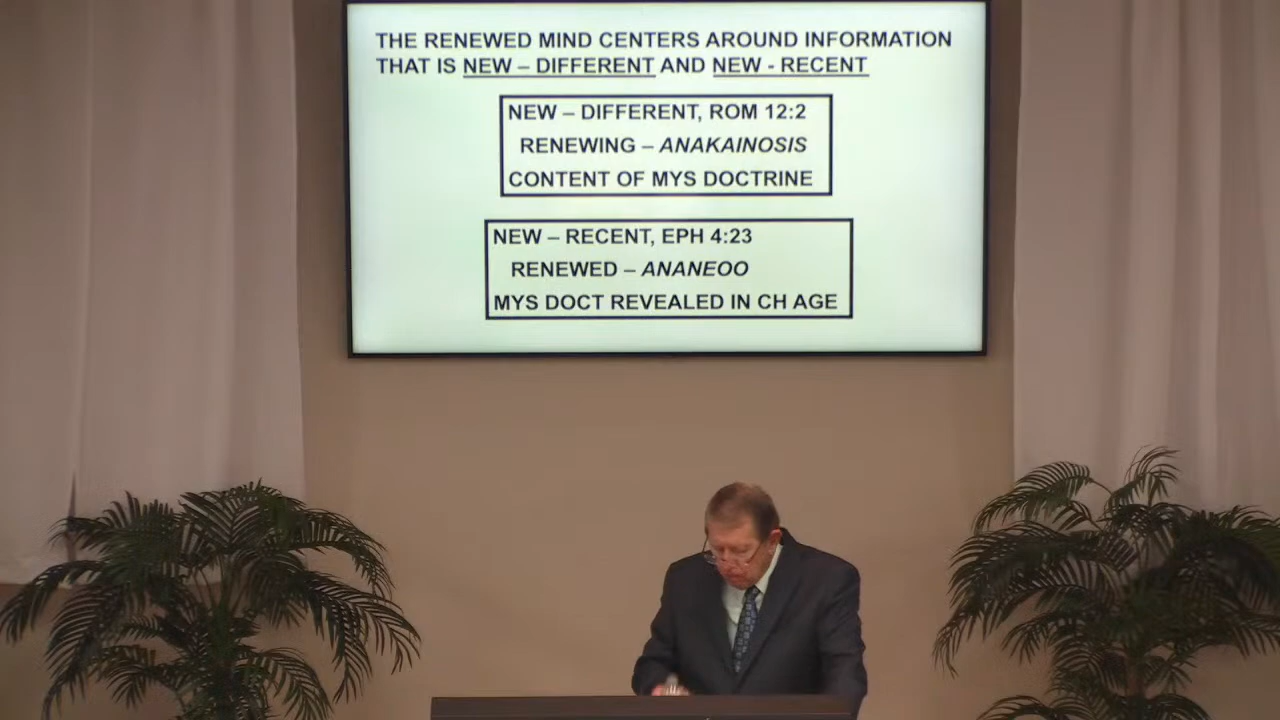 THE RENEWED MIND CENTERS AROUND INFORMATION
THAT IS NEW – DIFFERENT AND NEW - RECENT
NEW – DIFFERENT, ROM 12:2
RENEWING – ANAKAINOSIS
CONTENT OF MYS DOCTRINE
NEW – RECENT, EPH 4:23
RENEWED – ANANEOO
MYS DOCT REVEALED IN CH AGE